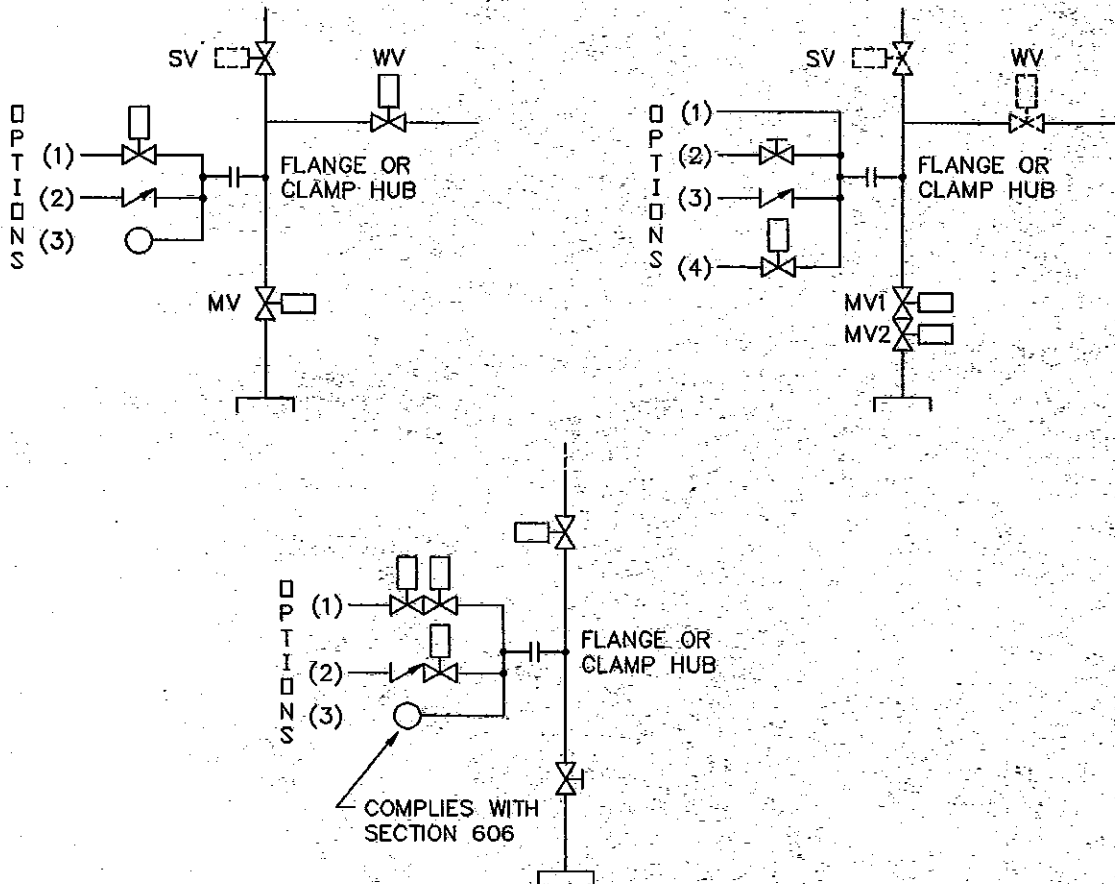 SV
WV
OPTIONS
(1)
(2)
(3)
FLANGE OR
CLAMP HUB
MV
SV
WV
OPTIONS
(1)
(2)
(3)
(4)
FLANGE OR
CLAMP HUB
MV1
MV2
OPTIONS
(1)
(2)
(3)
FLANGE OR
CLAMP HUB
COMPLIES WITH
SECTION 606